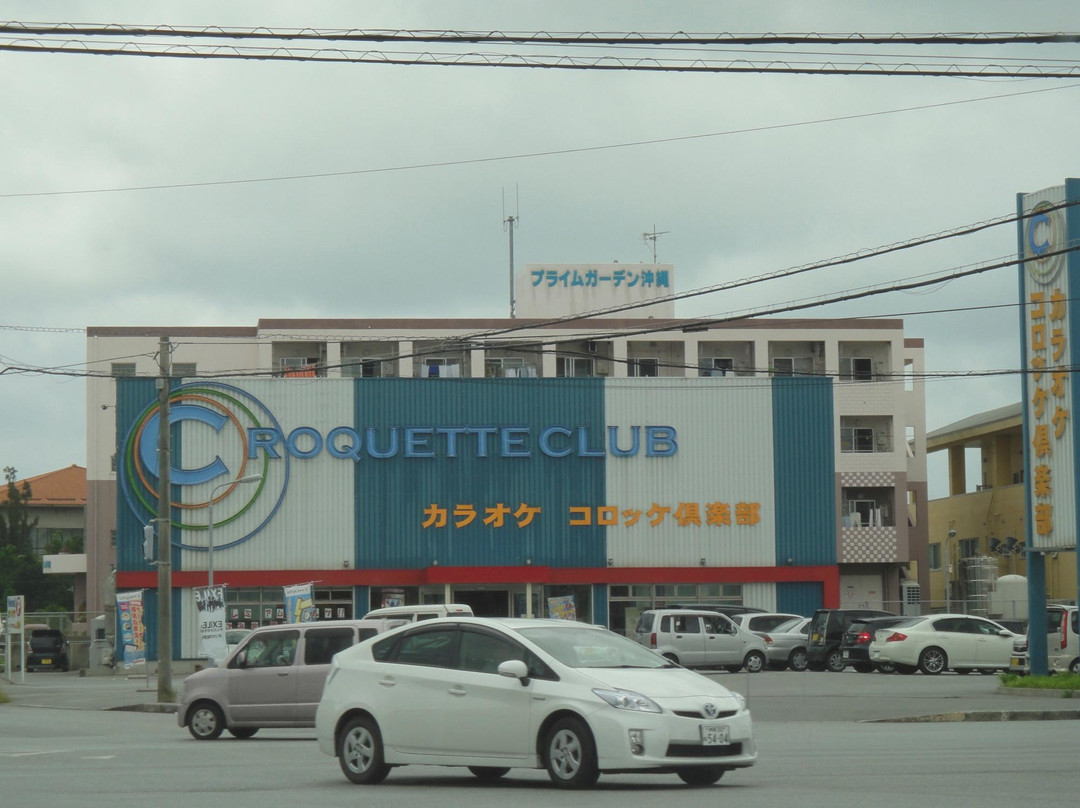 プライムガーデン沖縄
CROQUETTE CLUB
カラオケ コロッケ倶楽部
C
カラオケ
コロッケ倶楽部
EXILE
54-04